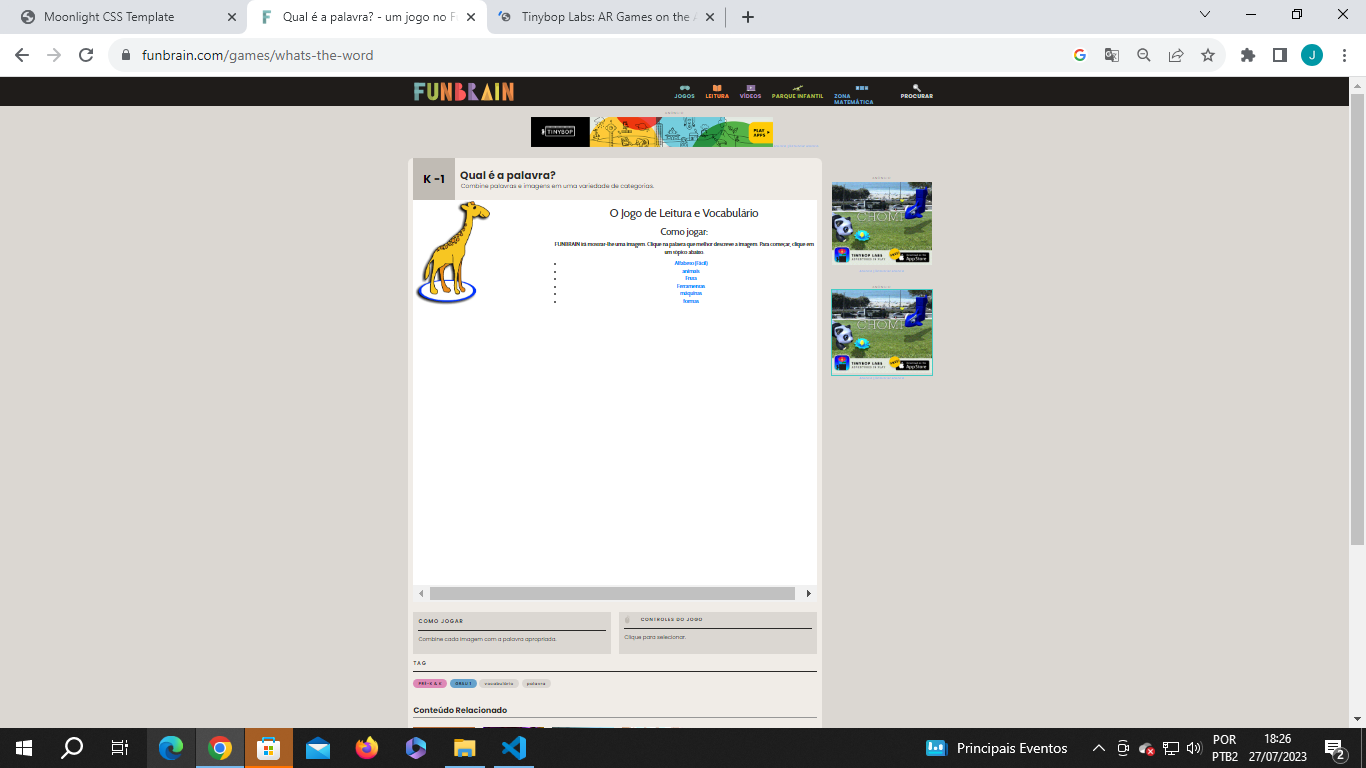 Moonlight CSS Template
Qual é a palavra? - um jogo no F
Tinybop Labs: AR Games on the A
funbrain.com/games/whats-the-word
J
FUNBRAIN
JOGOS
LEITURA
VÍDEOS
PARQUE INFANTIL
ZONA
MATEMÁTICA
PROCURAR
TINYBOP
PLAY
APPS
K -1
Qual é a palavra?
Combine palavras e imagens em uma variedade de categorias.
O Jogo de Leitura e Vocabulário
Como jogar:
FUNBRAIN irá mostrar-lhe uma imagem. Clique na palavra que melhor descreve a imagem. Para começar, clique em
um tópico abaixo.
Alfabeto (Fácil)
animais
Frutas
Ferramentas
máquinas
formas
OHOMI
TINYBOP LABS
App Store
OHOMI
TINYBOP LABS
App Store
COMO JOGAR
Combine cada imagem com a palavra apropriada.
CONTROLES DO JOGO
Clique para selecionar.
TAG
PRÉ-K & K
GRAU 1
vocabulário
palavra
Conteúdo Relacionado
Principais Eventos
POR
PTB2
18:26
27/07/2023
2